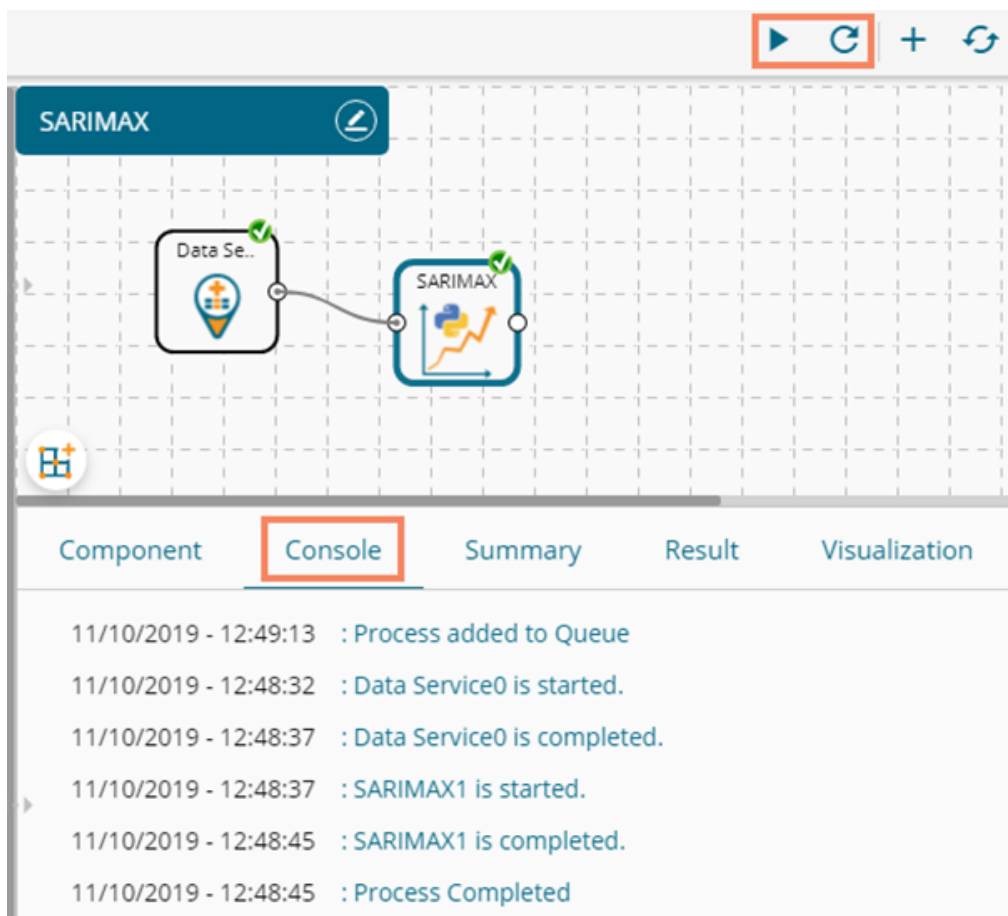 SARIMAX
Data Se..
SARIMAX
Component Console Summary Result Visualization
11/10/2019 - 12:49:13 : Process added to Queue
11/10/2019 - 12:48:32 : Data Service0 is started.
11/10/2019 - 12:48:37 : Data Service0 is completed.
11/10/2019 - 12:48:37 : SARIMAX1 is started.
11/10/2019 - 12:48:45 : SARIMAX1 is completed.
11/10/2019 - 12:48:45 : Process Completed